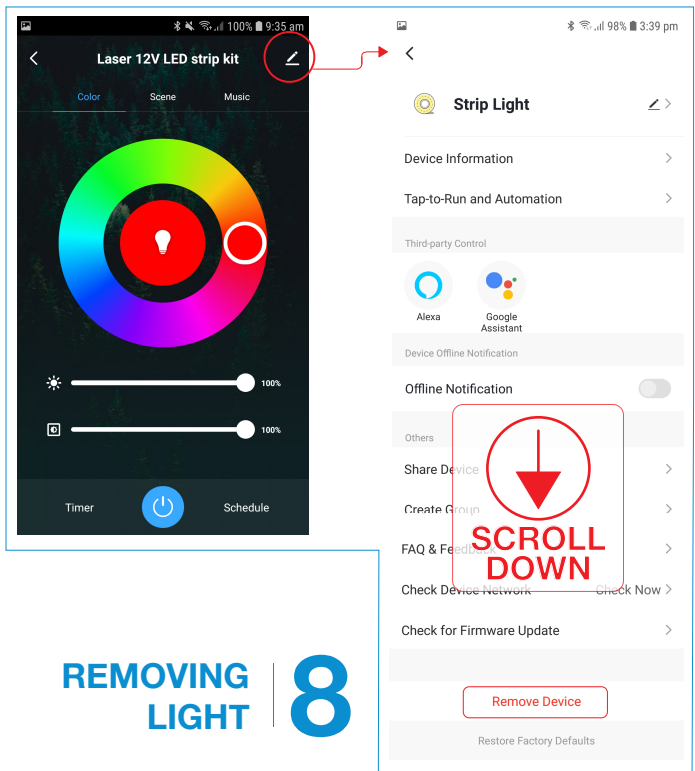 100% 9:35 am
Laser 12V LED strip kit
Color Scene Music
100%
100%
Timer Schedule
REMOVING
LIGHT
8
98% 3:39 pm
Strip Light
Device Information
Tap-to-Run and Automation
Third-party Control
Alexa
Google
Assistant
Device Offline Notification
Offline Notification
Others
Share Device
Create Group
FAQ & Feedback
SCROLL
DOWN
Check Device Network Check Now
Check for Firmware Update
Remove Device
Restore Factory Defaults